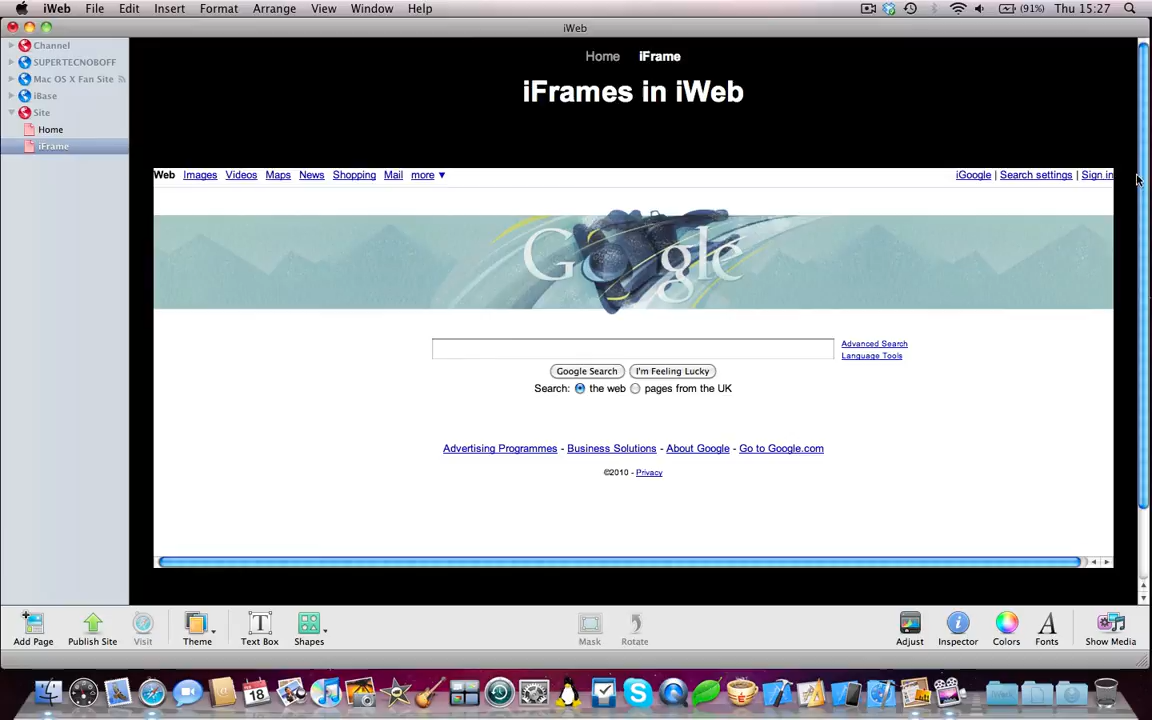 iWeb File Edit Insert Format Arrange View Window Help (91%) Thu 15:27
iWeb
Channel
SUPERTECNOBOFF
Mac OS X Fan Site
iBase
Site
Home
iFrame
Home iFrame
iFrames in iWeb
Web Images Videos Maps News Shopping Mail more ▼ iGoogle | Search settings | Sign in
Google
Advanced Search
Language Tools
Google Search I'm Feeling Lucky
Search: the web pages from the UK
Advertising Programmes - Business Solutions - About Google - Go to Google.com
©2010 - Privacy
Add Page Publish Site Visit Theme Text Box Shapes Mask Rotate Adjust Inspector Colors Fonts Show Media
18